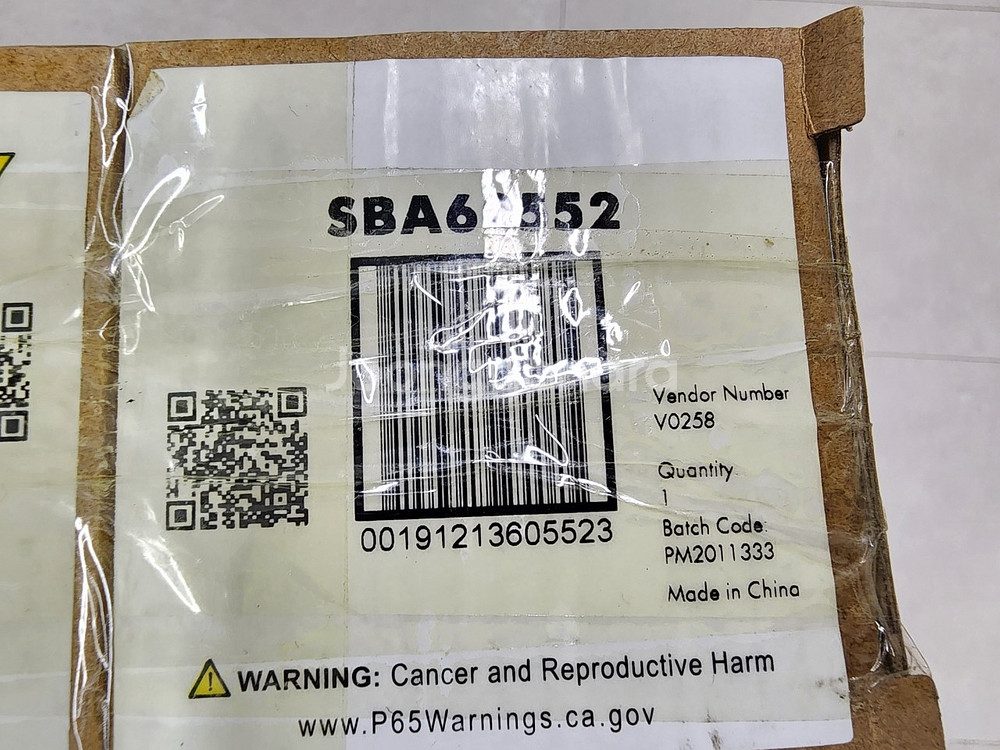 00191213605523
Vendor Number
V0258
Quantity
1
Batch Code:
PM2011333
Made in China
WARNING: Cancer and Reproductive Harm
www.P65Warnings.ca.gov